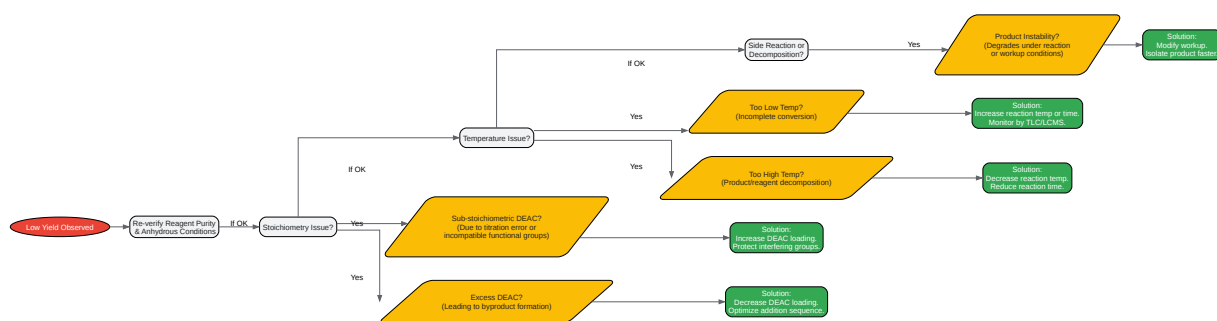 Low Yield Observed
Re-verify Reagent Purity
& Anhydrous Conditions
If OK
Stoichiometry Issue?
If OK
Yes
Yes
Sub-stoichiometric DEAC?
(Due to titration error or
incompatible functional groups)
Solution:
Increase DEAC loading.
Protect interfering groups.
Excess DEAC?
(Leading to byproduct formation)
Solution:
Decrease DEAC loading.
Optimize addition sequence.
Temperature Issue?
If OK
Yes
Yes
Too Low Temp?
(Incomplete conversion)
Solution:
Increase reaction temp or time.
Monitor by TLC/LCMS.
Too High Temp?
(Product/reagent decomposition)
Solution:
Decrease reaction temp.
Reduce reaction time.
Side Reaction or
Decomposition?
Yes
Product Instability?
(Degrades under reaction
or workup conditions)
Solution:
Modify workup.
Isolate product faster.